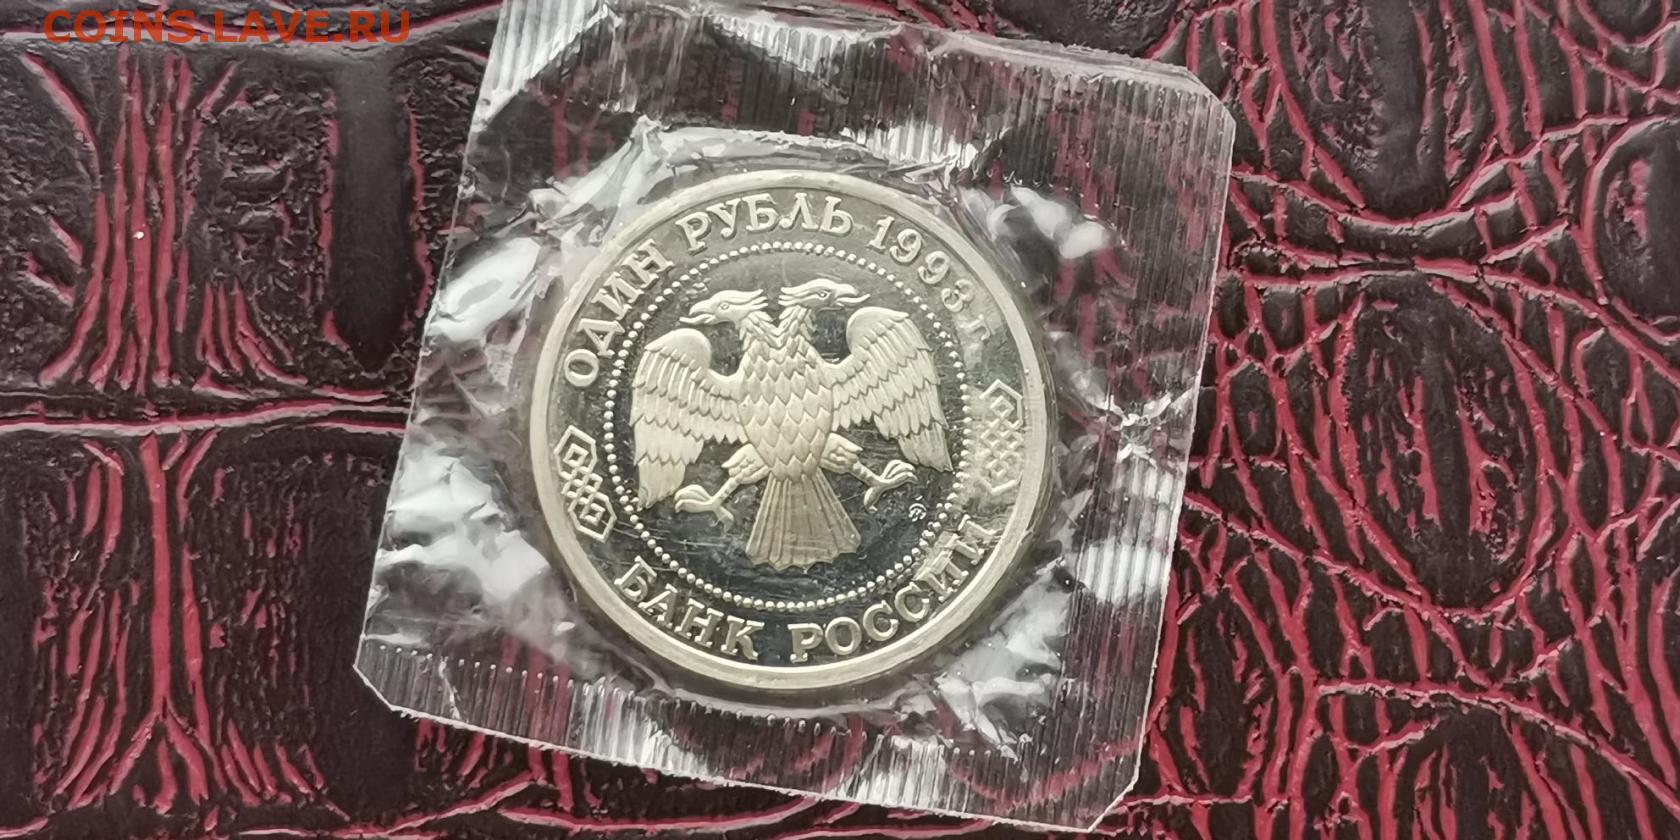 COINS.LAVE.RU
ОДИН РУБЛЬ 1993 г.
БАНК РОССИИ